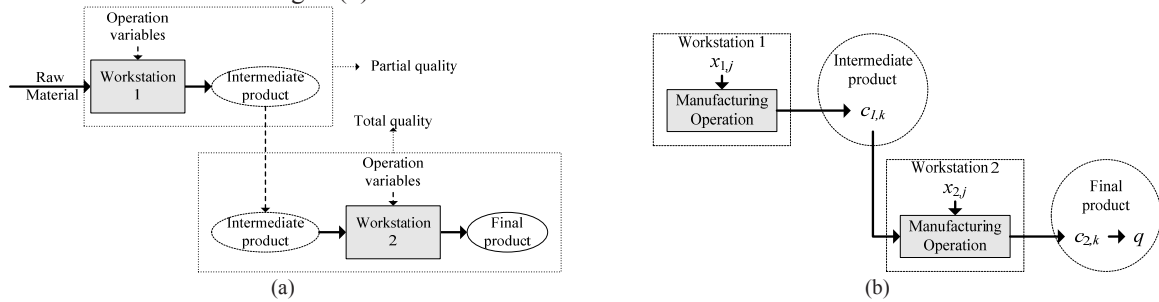 Operation
variables
Raw
Material
Workstation
1
Intermediate
product
Partial quality
Total quality
Operation
variables
Intermediate
product
Workstation
2
Final
product
(a)
Workstation 1
x1,j
Manufacturing
Operation
Intermediate
product
c1,k
Workstation 2
x2,j
Manufacturing
Operation
Final
product
c2,k
q
(b)